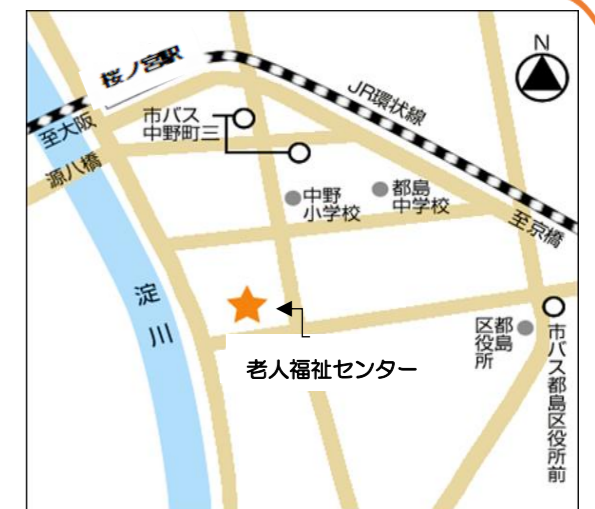 N
桜ノ宮駅
JR環状線
至大阪
市バス
中野町三
源八橋
中野
小学校
都島
中学校
至京橋
淀川
都島
区役所
市バス都島区役所前
老人福祉センター